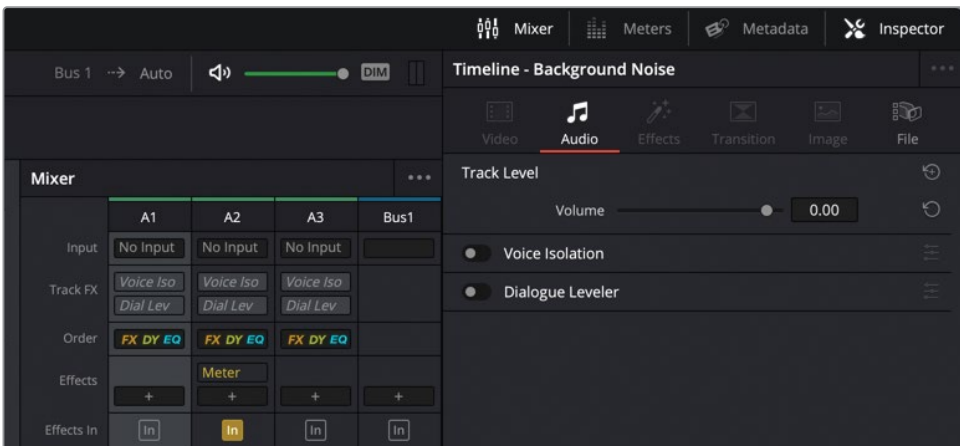 Mixer Meters Metadata Inspector
Bus 1 ⇢ Auto DIM
Timeline - Background Noise
Video Audio Effects Transition Image File
Track Level
Volume 0.00
Voice Isolation
Dialogue Leveler
Mixer
A1 A2 A3 Bus1
Input No Input No Input No Input
Track FX Voice Iso Voice Iso Voice Iso
Dial Lev Dial Lev Dial Lev
Order FX DY EQ FX DY EQ FX DY EQ
Effects Meter
+ + + +
Effects In In In In In